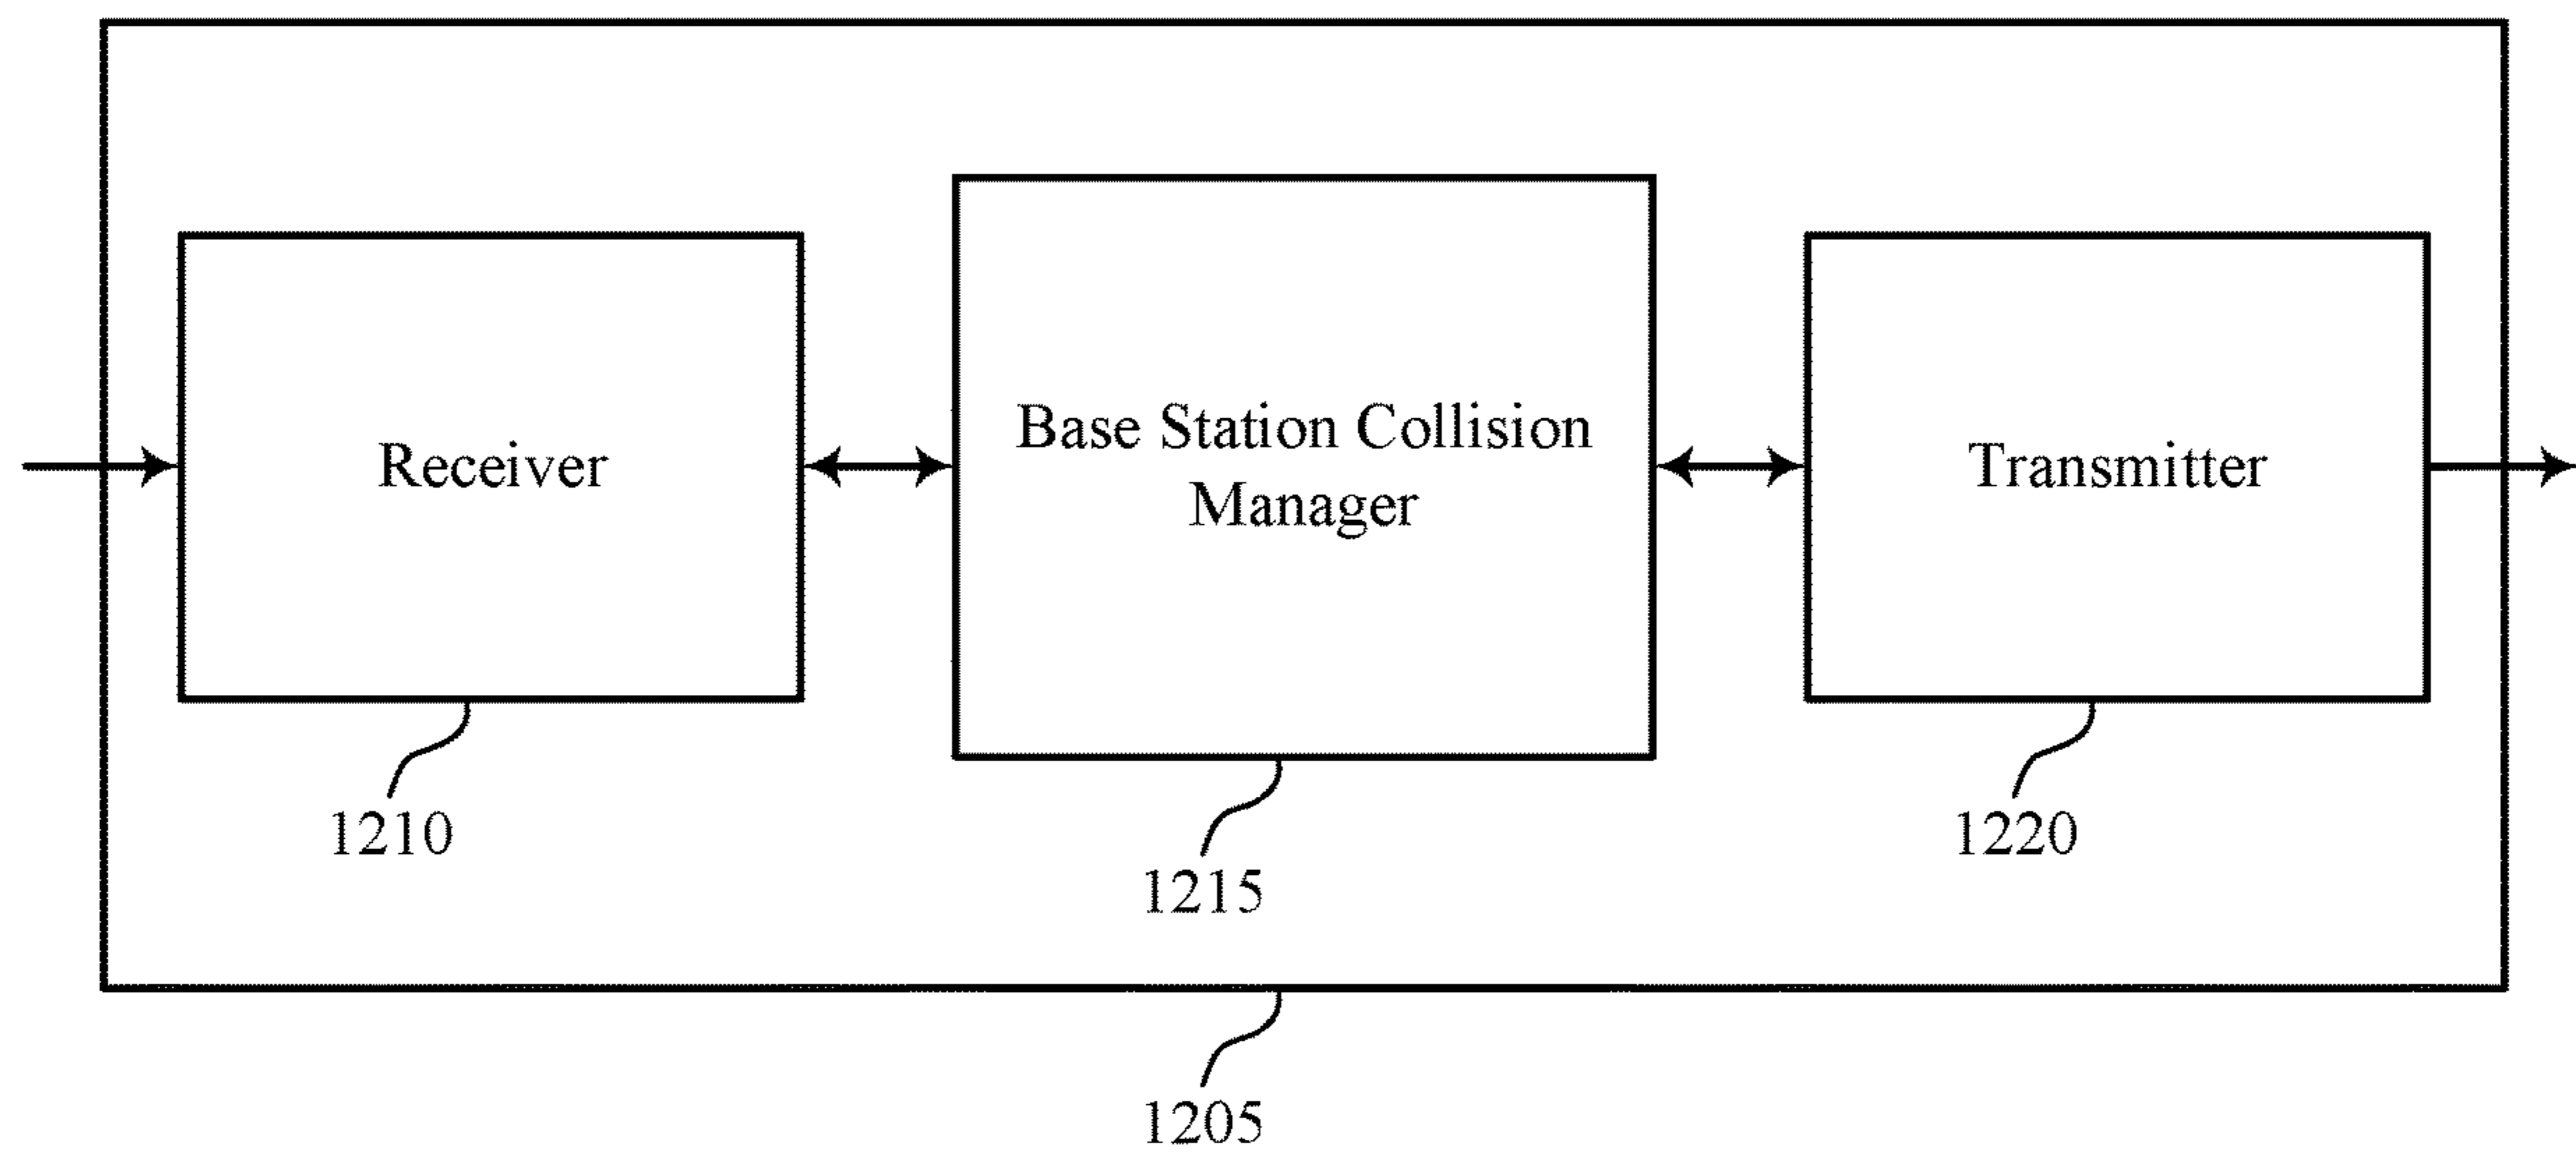 Receiver
Base Station Collision
Manager
Transmitter
1210
1215
1220
1205